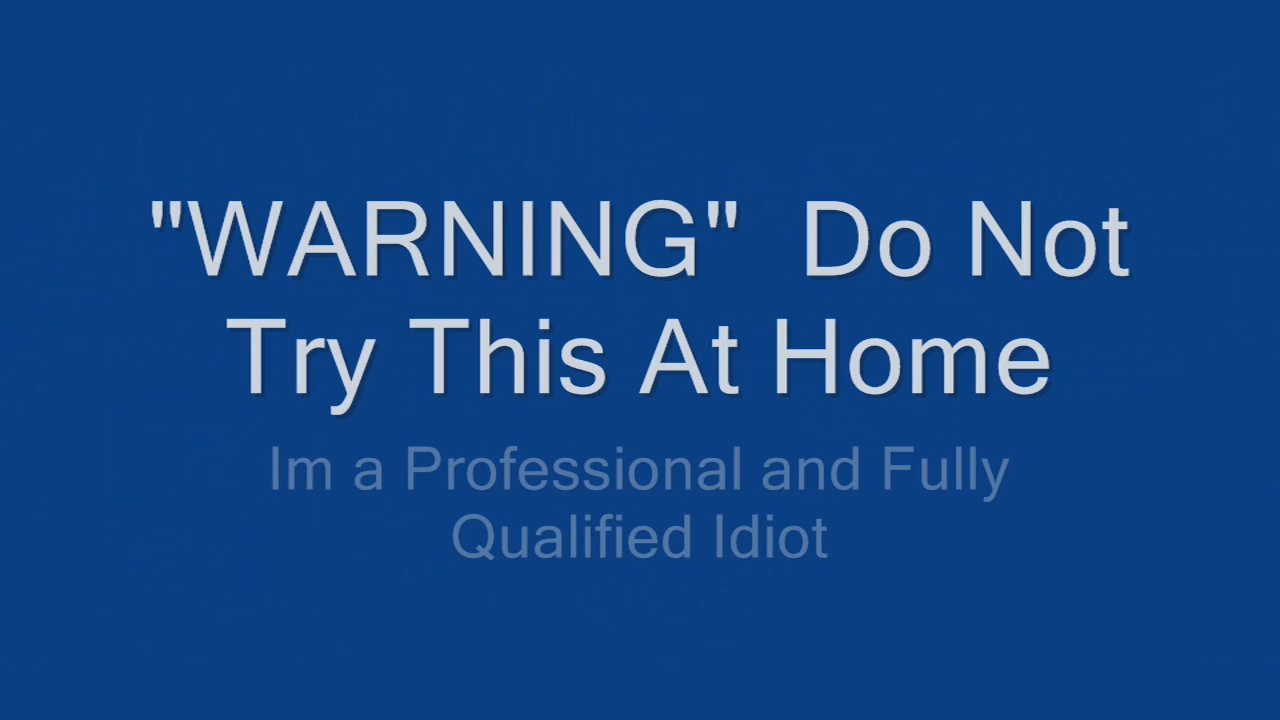 "WARNING"  Do Not
Try This At Home
Im a Professional and Fully
Qualified Idiot